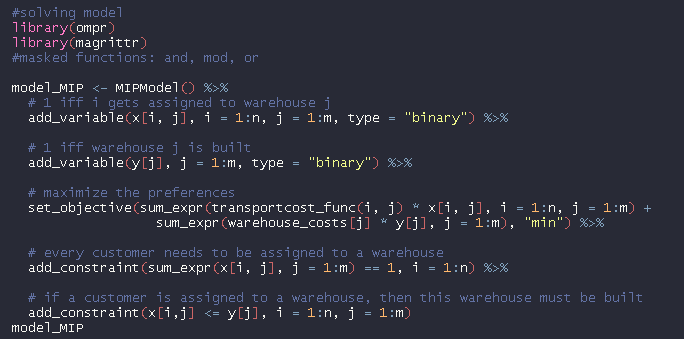 #solving model
library(ompr)
library(magrittr)
#masked functions: and, mod, or
model_MIP <- MIPModel() %>%
# 1 iff i gets assigned to warehouse j
add_variable(x[i, j], i = 1:n, j = 1:m, type = "binary") %>%
# 1 iff warehouse j is built
add_variable(y[j], j = 1:m, type = "binary") %>%
# maximize the preferences
set_objective(sum_expr(transportcost_func(i, j) * x[i, j], i = 1:n, j = 1:m) +
sum_expr(warehouse_costs[j] * y[j], j = 1:m), "min") %>%
# every customer needs to be assigned to a warehouse
add_constraint(sum_expr(x[i, j], j = 1:m) == 1, i = 1:n) %>%
# if a customer is assigned to a warehouse, then this warehouse must be built
add_constraint(x[i,j] <= y[j], i = 1:n, j = 1:m)
model_MIP